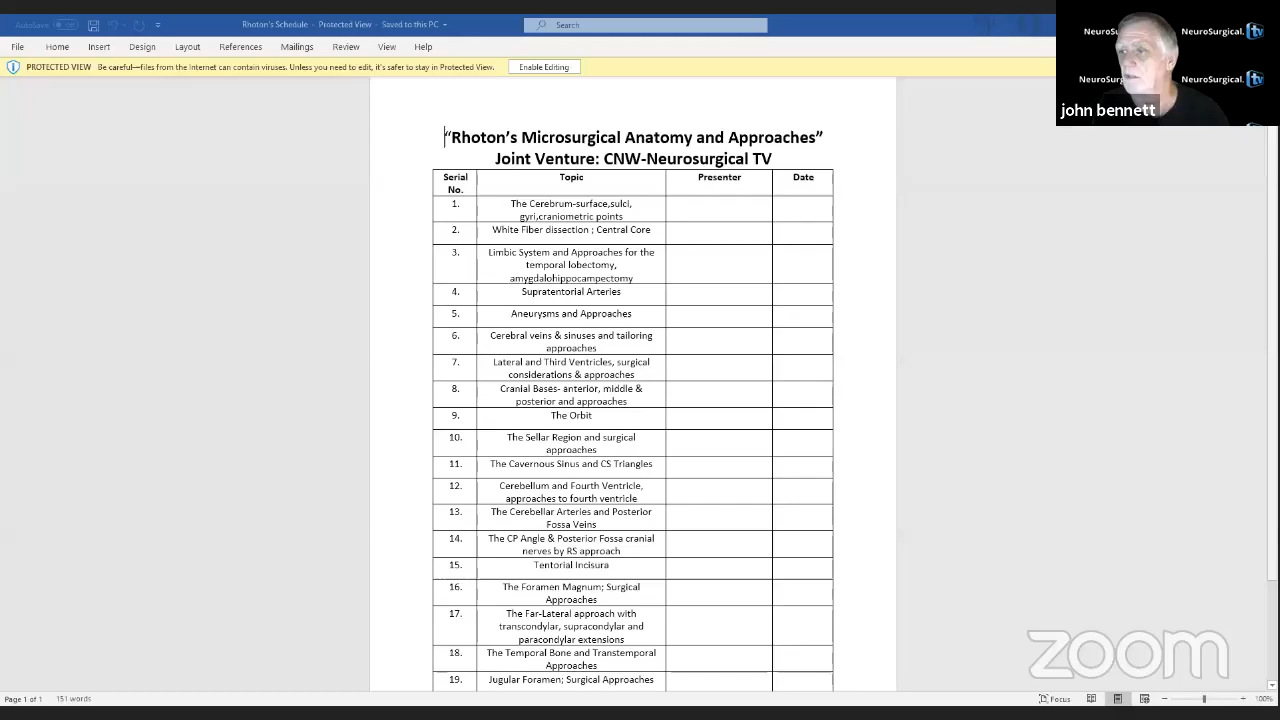 AutoSave
Off
Rhoton's Schedule - Protected View - Saved to this PC
Search
File Home Insert Design Layout References Mailings Review View Help
PROTECTED VIEW Be careful—files from the Internet can contain viruses. Unless you need to edit, it's safer to stay in Protected View. Enable Editing
NeuroSurgical. tv
NeuroSurgical. tv
john bennett
“Rhoton’s Microsurgical Anatomy and Approaches”
Joint Venture: CNW-Neurosurgical TV
Serial No. Topic Presenter Date
1. The Cerebrum-surface,sulci,
gyri,craniometric points
2. White Fiber dissection ; Central Core
3. Limbic System and Approaches for the
temporal lobectomy,
amygdalohippocampectomy
4. Supratentorial Arteries
5. Aneurysms and Approaches
6. Cerebral veins & sinuses and tailoring
approaches
7. Lateral and Third Ventricles, surgical
considerations & approaches
8. Cranial Bases- anterior, middle &
posterior and approaches
9. The Orbit
10. The Sellar Region and surgical
approaches
11. The Cavernous Sinus and CS Triangles
12. Cerebellum and Fourth Ventricle,
approaches to fourth ventricle
13. The Cerebellar Arteries and Posterior
Fossa Veins
14. The CP Angle & Posterior Fossa cranial
nerves by RS approach
15. Tentorial Incisura
16. The Foramen Magnum; Surgical
Approaches
17. The Far-Lateral approach with
transcondylar, supracondylar and
paracondylar extensions
18. The Temporal Bone and Transtemporal
Approaches
19. Jugular Foramen; Surgical Approaches
zoom
Page 1 of 1 151 words Focus 100%